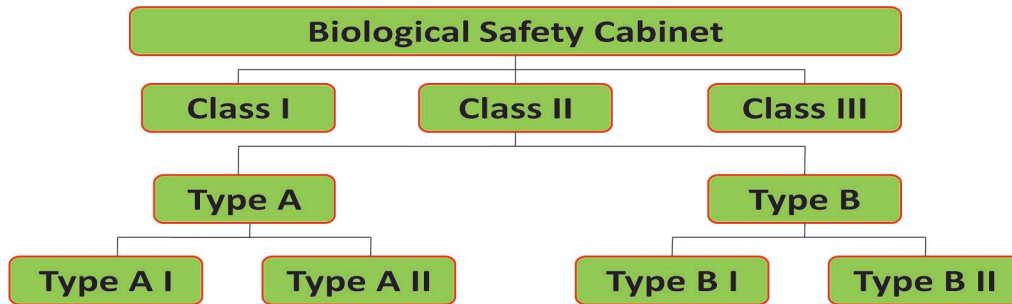 Biological Safety Cabinet
Class I
Class II
Class III
Type A
Type B
Type A I
Type A II
Type B I
Type B II